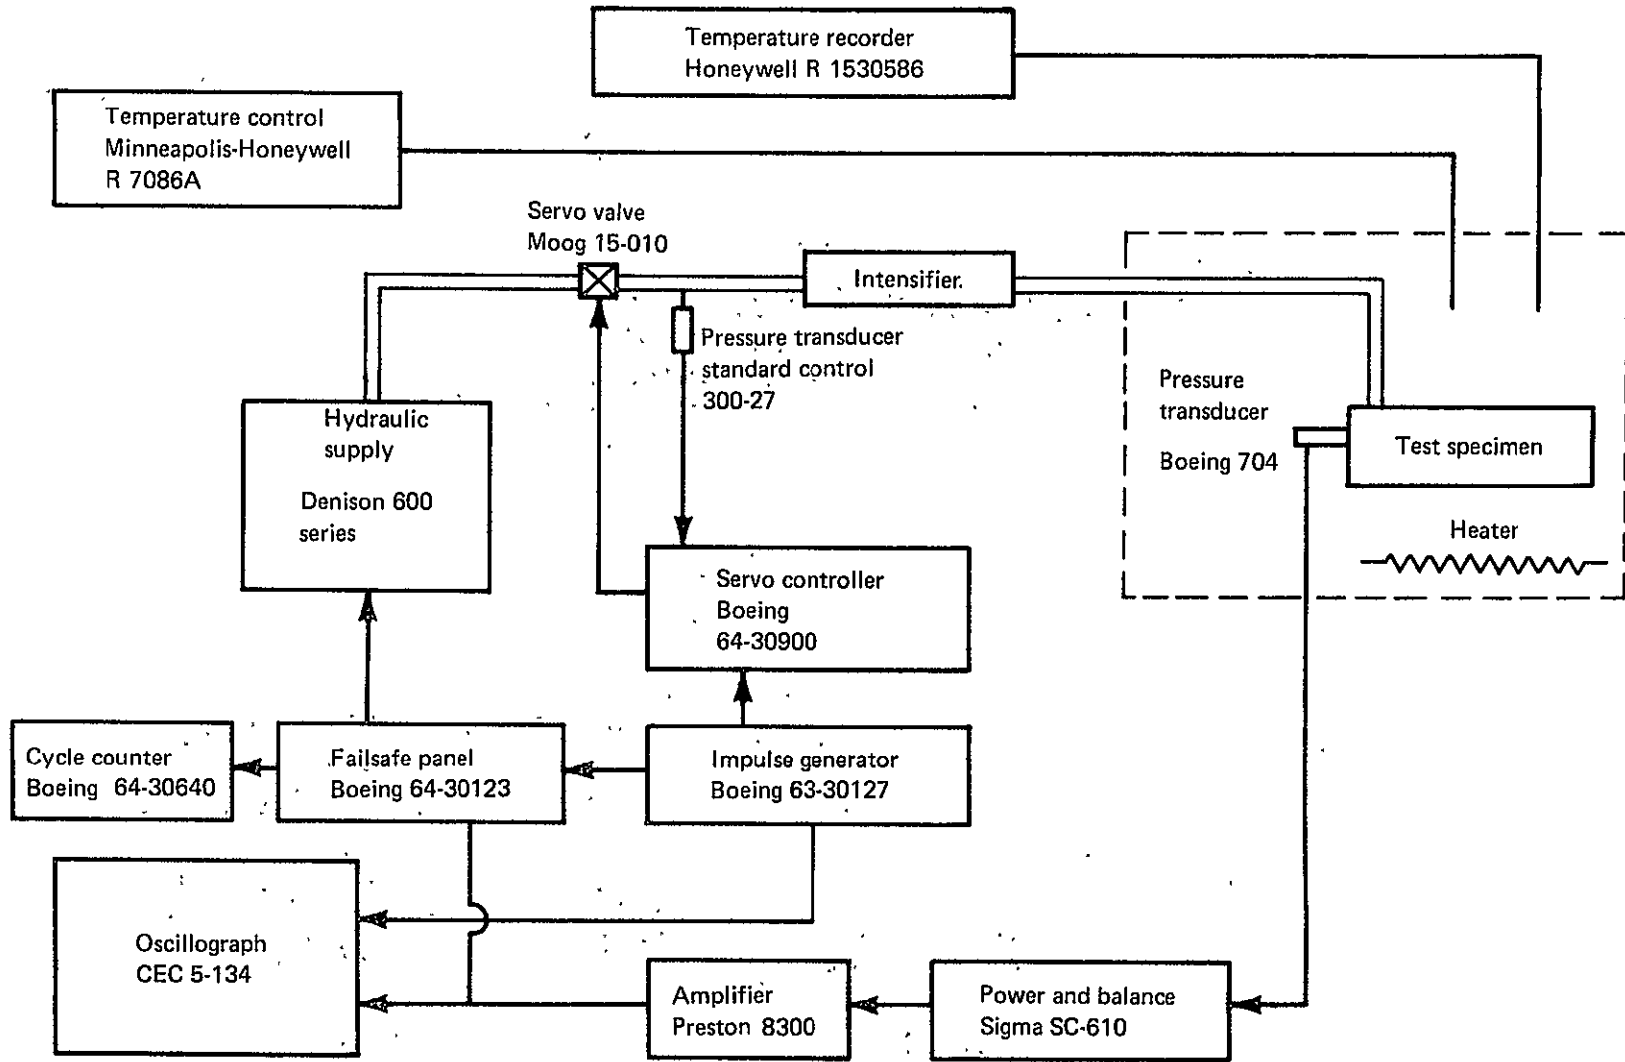 Temperature recorder
Honeywell R 1530586
Temperature control
Minneapolis-Honeywell
R 7086A
Servo valve
Moog 15-010
Intensifier.
Pressure transducer
standard control
300-27
Pressure
transducer
Boeing 704
Test specimen
Heater
Hydraulic
supply
Denison 600
series
Servo controller
Boeing
64-30900
Cycle counter
Boeing 64-30640
Failsafe panel
Boeing 64-30123
Impulse generator
Boeing 63-30127
Oscillograph
CEC 5-134
Amplifier
Preston 8300
Power and balance
Sigma SC-610